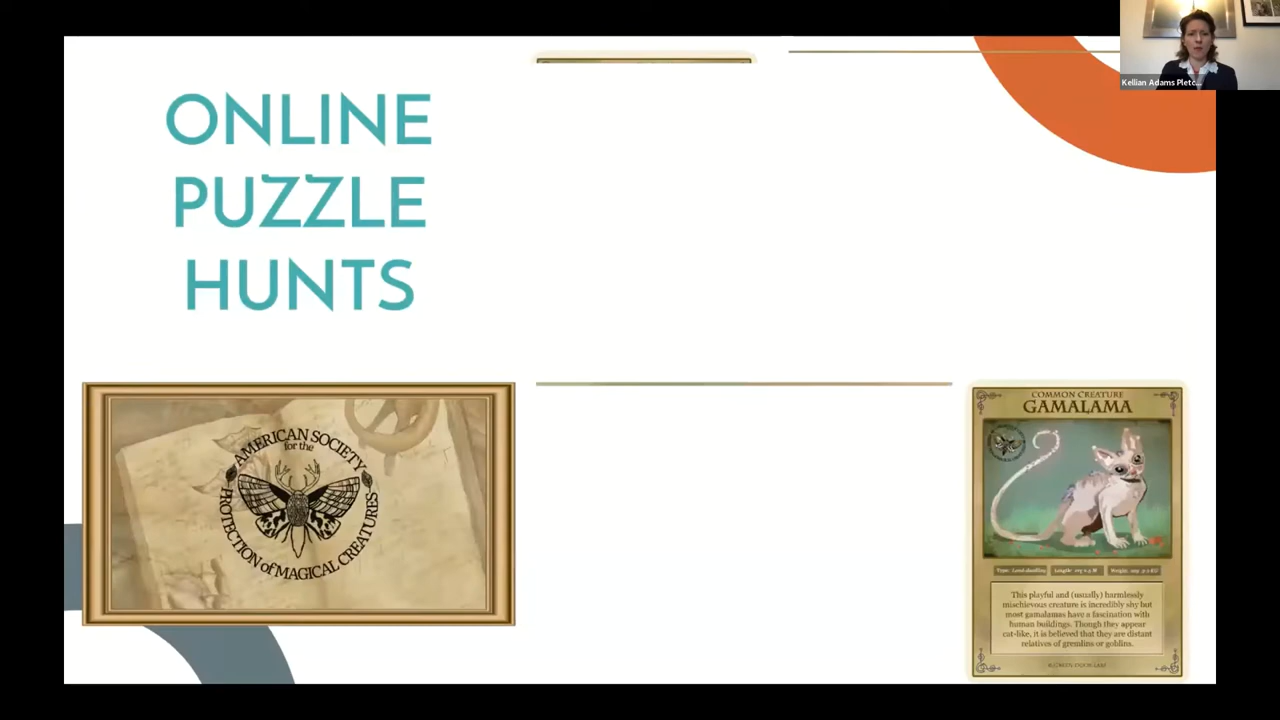 Kellian Adams Pletc...
ONLINE
PUZZLE
HUNTS
AMERICAN SOCIETY
for the
PROTECTION of MAGICAL CREATURES
COMMON CREATURE
GAMALAMA
This playful and (usually) harmlessly
mischievous creature is incredibly shy but
most gamalamas have a fascination with
human buildings. Though they appear
cat-like, it is believed that they are distant
relatives of gremlins or goblins.